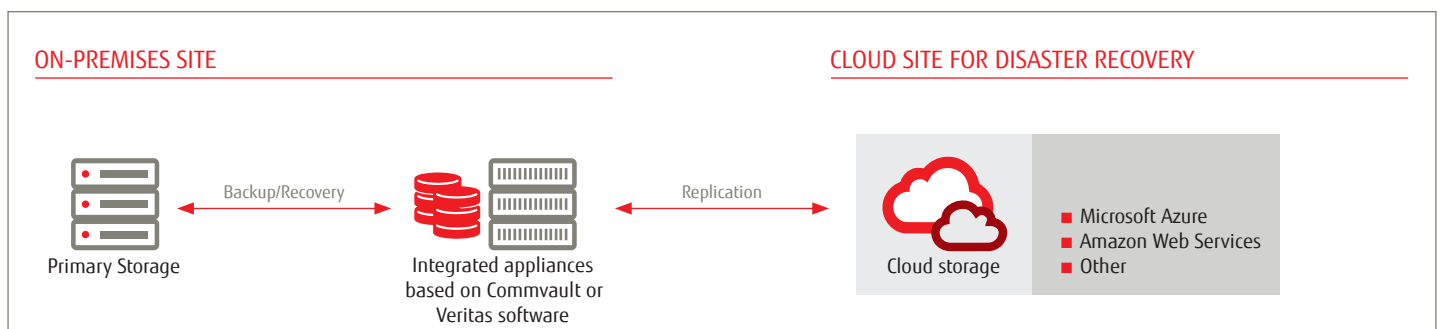 ON-PREMISES SITE
CLOUD SITE FOR DISASTER RECOVERY
Backup/Recovery
Replication
Primary Storage
Integrated appliances
based on Commvault or
Veritas software
Cloud storage
Microsoft Azure
Amazon Web Services
Other